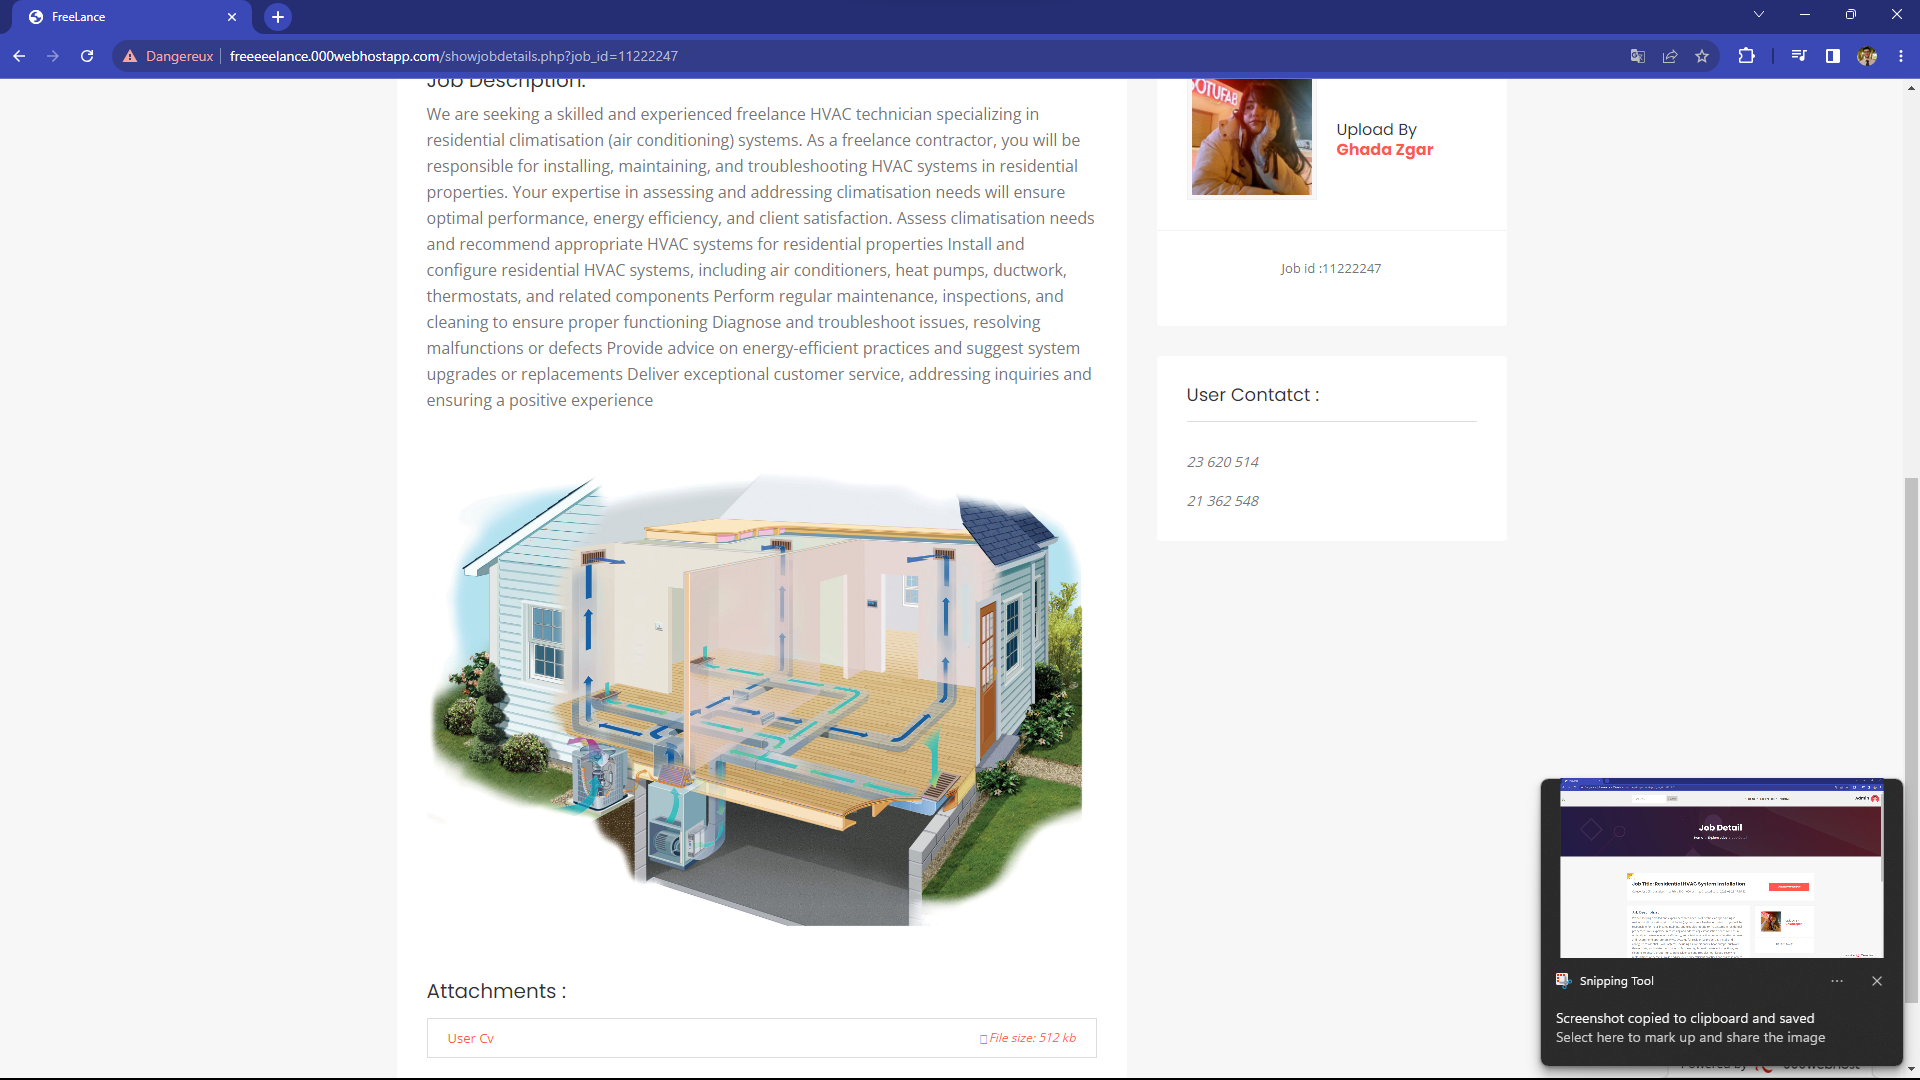 FreeLance
Dangereux
freeeeelance.000webhostapp.com/showjobdetails.php?job_id=11222247
Job Description:
We are seeking a skilled and experienced freelance HVAC technician specializing in
residential climatisation (air conditioning) systems. As a freelance contractor, you will be
responsible for installing, maintaining, and troubleshooting HVAC systems in residential
properties. Your expertise in assessing and addressing climatisation needs will ensure
optimal performance, energy efficiency, and client satisfaction. Assess climatisation needs
and recommend appropriate HVAC systems for residential properties Install and
configure residential HVAC systems, including air conditioners, heat pumps, ductwork,
thermostats, and related components Perform regular maintenance, inspections, and
cleaning to ensure proper functioning Diagnose and troubleshoot issues, resolving
malfunctions or defects Provide advice on energy-efficient practices and suggest system
upgrades or replacements Deliver exceptional customer service, addressing inquiries and
ensuring a positive experience
Attachments :
User Cv
File size: 512 kb
Upload By
Ghada Zgar
Job id :11222247
User Contatct :
23 620 514
21 362 548
Admin
Job Detail
Job Title: Residential HVAC System Installation
Snipping Tool
Screenshot copied to clipboard and saved
Select here to mark up and share the image